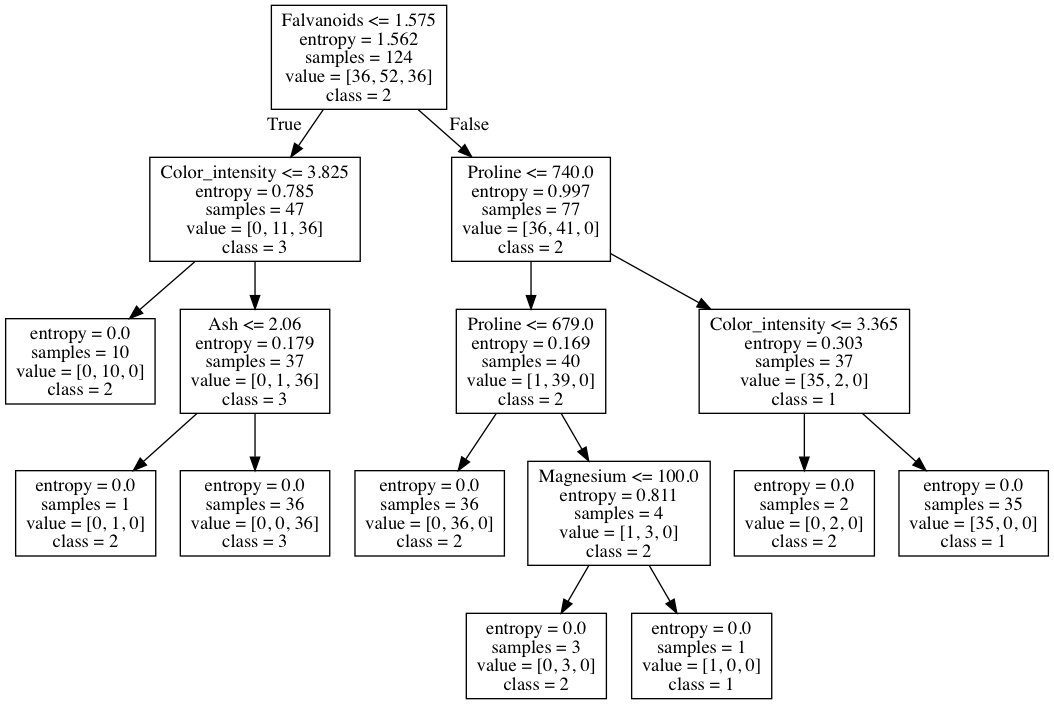 Falvanoids <= 1.575
entropy = 1.562
samples = 124
value = [36, 52, 36]
class = 2
True
False
Color_intensity <= 3.825
entropy = 0.785
samples = 47
value = [0, 11, 36]
class = 3
Proline <= 740.0
entropy = 0.997
samples = 77
value = [36, 41, 0]
class = 2
entropy = 0.0
samples = 10
value = [0, 10, 0]
class = 2
Ash <= 2.06
entropy = 0.179
samples = 37
value = [0, 1, 36]
class = 3
Proline <= 679.0
entropy = 0.169
samples = 40
value = [1, 39, 0]
class = 2
Color_intensity <= 3.365
entropy = 0.303
samples = 37
value = [35, 2, 0]
class = 1
entropy = 0.0
samples = 1
value = [0, 1, 0]
class = 2
entropy = 0.0
samples = 36
value = [0, 0, 36]
class = 3
entropy = 0.0
samples = 36
value = [0, 36, 0]
class = 2
Magnesium <= 100.0
entropy = 0.811
samples = 4
value = [1, 3, 0]
class = 2
entropy = 0.0
samples = 2
value = [0, 2, 0]
class = 2
entropy = 0.0
samples = 35
value = [35, 0, 0]
class = 1
entropy = 0.0
samples = 3
value = [0, 3, 0]
class = 2
entropy = 0.0
samples = 1
value = [1, 0, 0]
class = 1